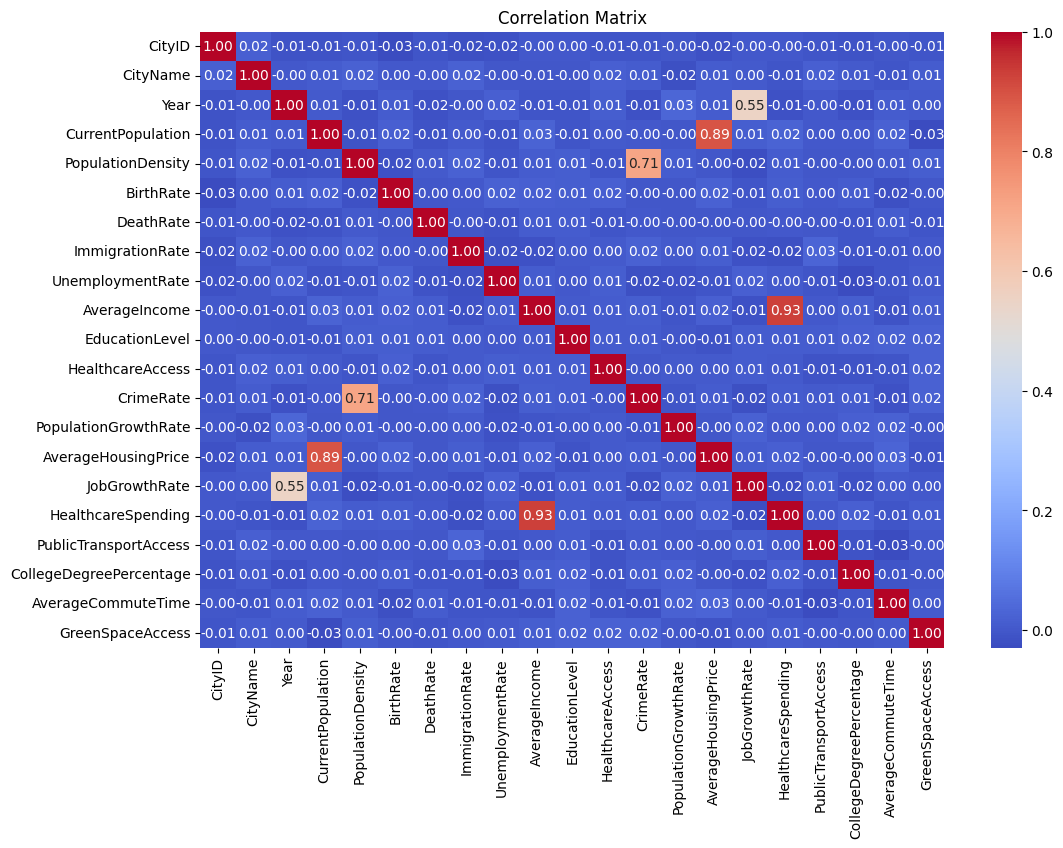 Correlation Matrix
CityID 1.00 0.02 -0.01 -0.01 -0.01 -0.03 -0.01 -0.02 -0.02 -0.00 0.00 -0.01 -0.01 -0.00 -0.02 -0.00 -0.00 -0.01 -0.01 -0.00 -0.01
CityName 0.02 1.00 -0.00 0.01 0.02 0.00 -0.00 0.02 -0.00 -0.01 -0.00 0.02 0.01 -0.02 0.01 0.00 -0.01 0.02 0.01 -0.01 0.01
Year -0.01 -0.00 1.00 0.01 -0.01 0.01 -0.02 -0.00 0.02 -0.01 -0.01 0.01 -0.01 0.03 0.01 0.55 -0.01 -0.00 -0.01 0.01 0.00
CurrentPopulation -0.01 0.01 0.01 1.00 -0.01 0.02 -0.01 0.00 -0.01 0.03 -0.01 0.00 -0.00 -0.00 0.89 0.01 0.02 0.00 0.00 0.02 -0.03
PopulationDensity -0.01 0.02 -0.01 -0.01 1.00 -0.02 0.01 0.02 -0.01 0.01 0.01 -0.01 0.71 0.01 -0.00 -0.02 0.01 -0.00 -0.00 0.01 0.01
BirthRate -0.03 0.00 0.01 0.02 -0.02 1.00 -0.00 0.00 0.02 0.02 0.01 0.02 -0.00 -0.00 0.02 -0.01 0.01 0.00 0.01 -0.02 -0.00
DeathRate -0.01 -0.00 -0.02 -0.01 0.01 -0.00 1.00 -0.00 -0.01 0.01 0.01 -0.01 -0.00 -0.00 -0.00 -0.00 -0.00 -0.00 -0.01 0.01 -0.01
ImmigrationRate -0.02 0.02 -0.00 0.00 0.02 0.00 -0.00 1.00 -0.02 -0.02 0.00 0.00 0.02 0.00 0.01 -0.02 -0.02 0.03 -0.01 -0.01 0.00
UnemploymentRate -0.02 -0.00 0.02 -0.01 -0.01 0.02 -0.01 -0.02 1.00 0.01 0.00 0.01 -0.02 -0.02 -0.01 0.02 0.00 -0.01 -0.03 -0.01 0.01
AverageIncome -0.00 -0.01 -0.01 0.03 0.01 0.02 0.01 -0.02 0.01 1.00 0.01 0.01 0.01 -0.01 0.02 -0.01 0.93 0.00 0.01 -0.01 0.01
EducationLevel 0.00 -0.00 -0.01 -0.01 0.01 0.01 0.01 0.00 0.00 0.01 1.00 0.01 0.01 0.00 -0.01 0.01 0.01 0.01 0.02 0.02 0.02
HealthcareAccess -0.01 0.02 0.01 0.00 -0.01 0.02 -0.01 0.00 0.01 0.01 0.01 1.00 -0.00 0.00 0.00 0.01 0.01 -0.01 -0.01 -0.01 0.02
CrimeRate -0.01 0.01 -0.01 -0.00 0.71 -0.00 -0.00 0.02 -0.02 0.01 0.01 -0.00 1.00 -0.01 0.01 -0.02 0.01 0.01 0.01 -0.01 0.02
PopulationGrowthRate -0.00 -0.02 0.03 -0.00 0.01 -0.00 -0.00 0.00 -0.02 -0.01 0.00 0.00 -0.01 1.00 -0.00 0.02 0.00 -0.00 0.02 0.02 -0.00
AverageHousingPrice -0.02 0.01 0.01 0.89 -0.00 0.02 -0.00 0.01 -0.01 0.02 -0.01 0.00 0.01 -0.00 1.00 0.01 0.02 -0.00 -0.00 0.03 -0.01
JobGrowthRate -0.00 0.00 0.55 0.01 -0.02 -0.01 -0.00 -0.02 0.02 -0.01 0.01 0.01 -0.02 0.02 0.01 1.00 -0.02 0.01 -0.02 0.00 0.00
HealthcareSpending -0.00 -0.01 -0.01 0.02 0.01 0.01 -0.00 -0.02 0.00 0.93 0.01 0.01 0.01 0.00 0.02 -0.02 1.00 0.00 0.02 -0.01 0.01
PublicTransportAccess -0.01 0.02 -0.00 0.00 -0.00 0.00 -0.00 0.03 -0.01 0.00 0.01 -0.01 0.01 -0.00 -0.00 0.01 0.00 1.00 -0.01 -0.03 -0.00
CollegeDegreePercentage -0.01 0.01 -0.01 0.00 -0.00 0.01 -0.01 -0.01 -0.03 0.01 0.02 -0.01 0.01 0.02 -0.00 -0.02 0.02 -0.01 1.00 -0.01 -0.00
AverageCommuteTime -0.00 -0.01 0.01 0.02 0.01 -0.02 0.01 -0.01 -0.01 -0.01 0.02 -0.01 -0.01 0.02 0.03 0.00 -0.01 -0.03 -0.01 1.00 0.00
GreenSpaceAccess -0.01 0.01 0.00 -0.03 0.01 -0.00 -0.01 0.00 0.01 0.01 0.02 0.02 0.02 -0.00 -0.01 0.00 0.01 -0.00 -0.00 0.00 1.00
CityID
CityName
Year
CurrentPopulation
PopulationDensity
BirthRate
DeathRate
ImmigrationRate
UnemploymentRate
AverageIncome
EducationLevel
HealthcareAccess
CrimeRate
PopulationGrowthRate
AverageHousingPrice
JobGrowthRate
HealthcareSpending
PublicTransportAccess
CollegeDegreePercentage
AverageCommuteTime
GreenSpaceAccess
1.0
0.8
0.6
0.4
0.2
0.0